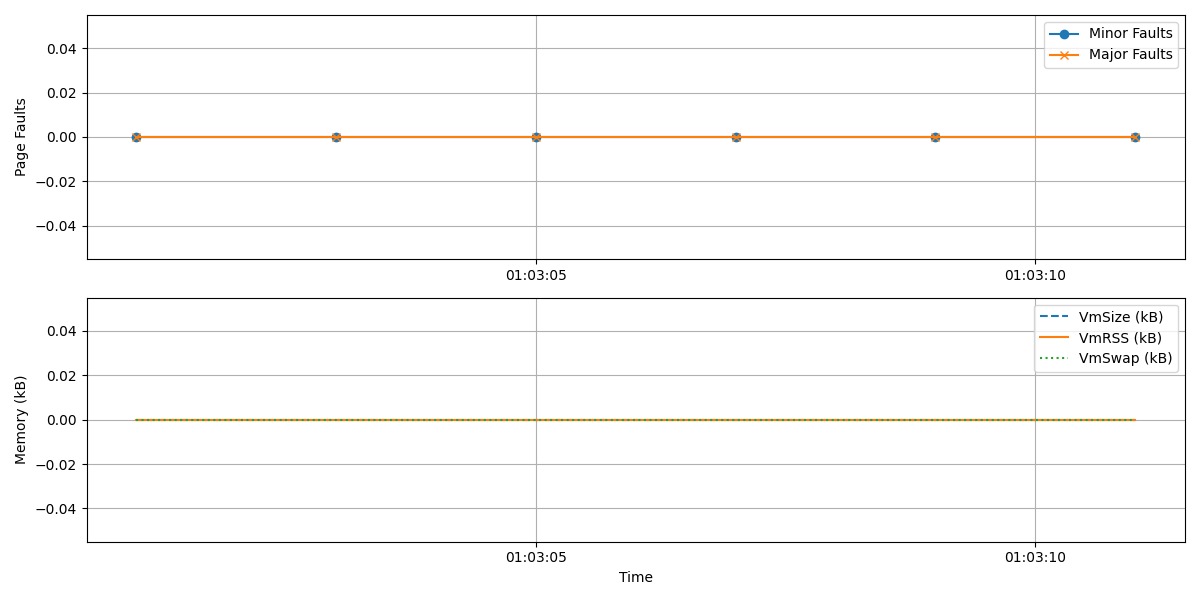 Minor Faults
Major Faults
0.04
0.02
0.00
−0.02
−0.04
Page Faults
01:03:05
01:03:10
VmSize (kB)
VmRSS (kB)
VmSwap (kB)
0.04
0.02
0.00
−0.02
−0.04
Memory (kB)
01:03:05
01:03:10
Time